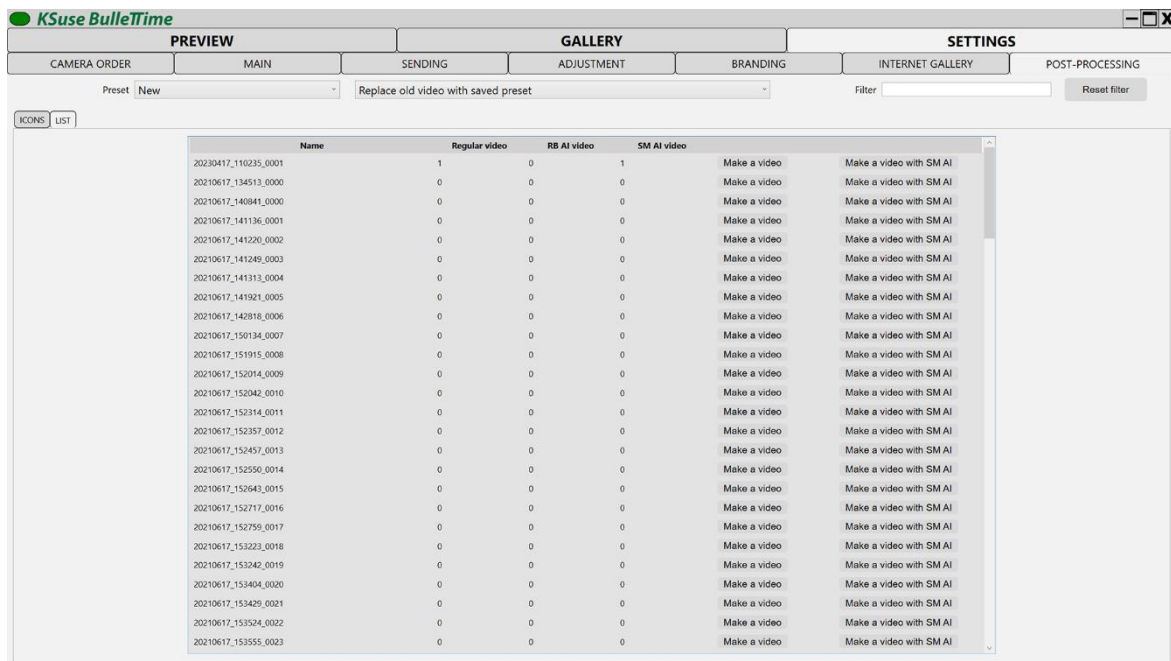 KSuse BulleTime
PREVIEW GALLERY SETTINGS
CAMERA ORDER MAIN SENDING ADJUSTMENT BRANDING INTERNET GALLERY POST-PROCESSING
Preset New Replace old video with saved preset Filter Reset filter
ICONS LIST
Name Regular video RB AI video SM AI video
20230417_110235_0001 1 0 1 Make a video Make a video with SM AI
20210617_134513_0000 0 0 0 Make a video Make a video with SM AI
20210617_140841_0000 0 0 0 Make a video Make a video with SM AI
20210617_141136_0001 0 0 0 Make a video Make a video with SM AI
20210617_141220_0002 0 0 0 Make a video Make a video with SM AI
20210617_141249_0003 0 0 0 Make a video Make a video with SM AI
20210617_141313_0004 0 0 0 Make a video Make a video with SM AI
20210617_141921_0005 0 0 0 Make a video Make a video with SM AI
20210617_142818_0006 0 0 0 Make a video Make a video with SM AI
20210617_150134_0007 0 0 0 Make a video Make a video with SM AI
20210617_151915_0008 0 0 0 Make a video Make a video with SM AI
20210617_152014_0009 0 0 0 Make a video Make a video with SM AI
20210617_152042_0010 0 0 0 Make a video Make a video with SM AI
20210617_152314_0011 0 0 0 Make a video Make a video with SM AI
20210617_152357_0012 0 0 0 Make a video Make a video with SM AI
20210617_152457_0013 0 0 0 Make a video Make a video with SM AI
20210617_152550_0014 0 0 0 Make a video Make a video with SM AI
20210617_152643_0015 0 0 0 Make a video Make a video with SM AI
20210617_152717_0016 0 0 0 Make a video Make a video with SM AI
20210617_152759_0017 0 0 0 Make a video Make a video with SM AI
20210617_153223_0018 0 0 0 Make a video Make a video with SM AI
20210617_153242_0019 0 0 0 Make a video Make a video with SM AI
20210617_153404_0020 0 0 0 Make a video Make a video with SM AI
20210617_153429_0021 0 0 0 Make a video Make a video with SM AI
20210617_153524_0022 0 0 0 Make a video Make a video with SM AI
20210617_153555_0023 0 0 0 Make a video Make a video with SM AI